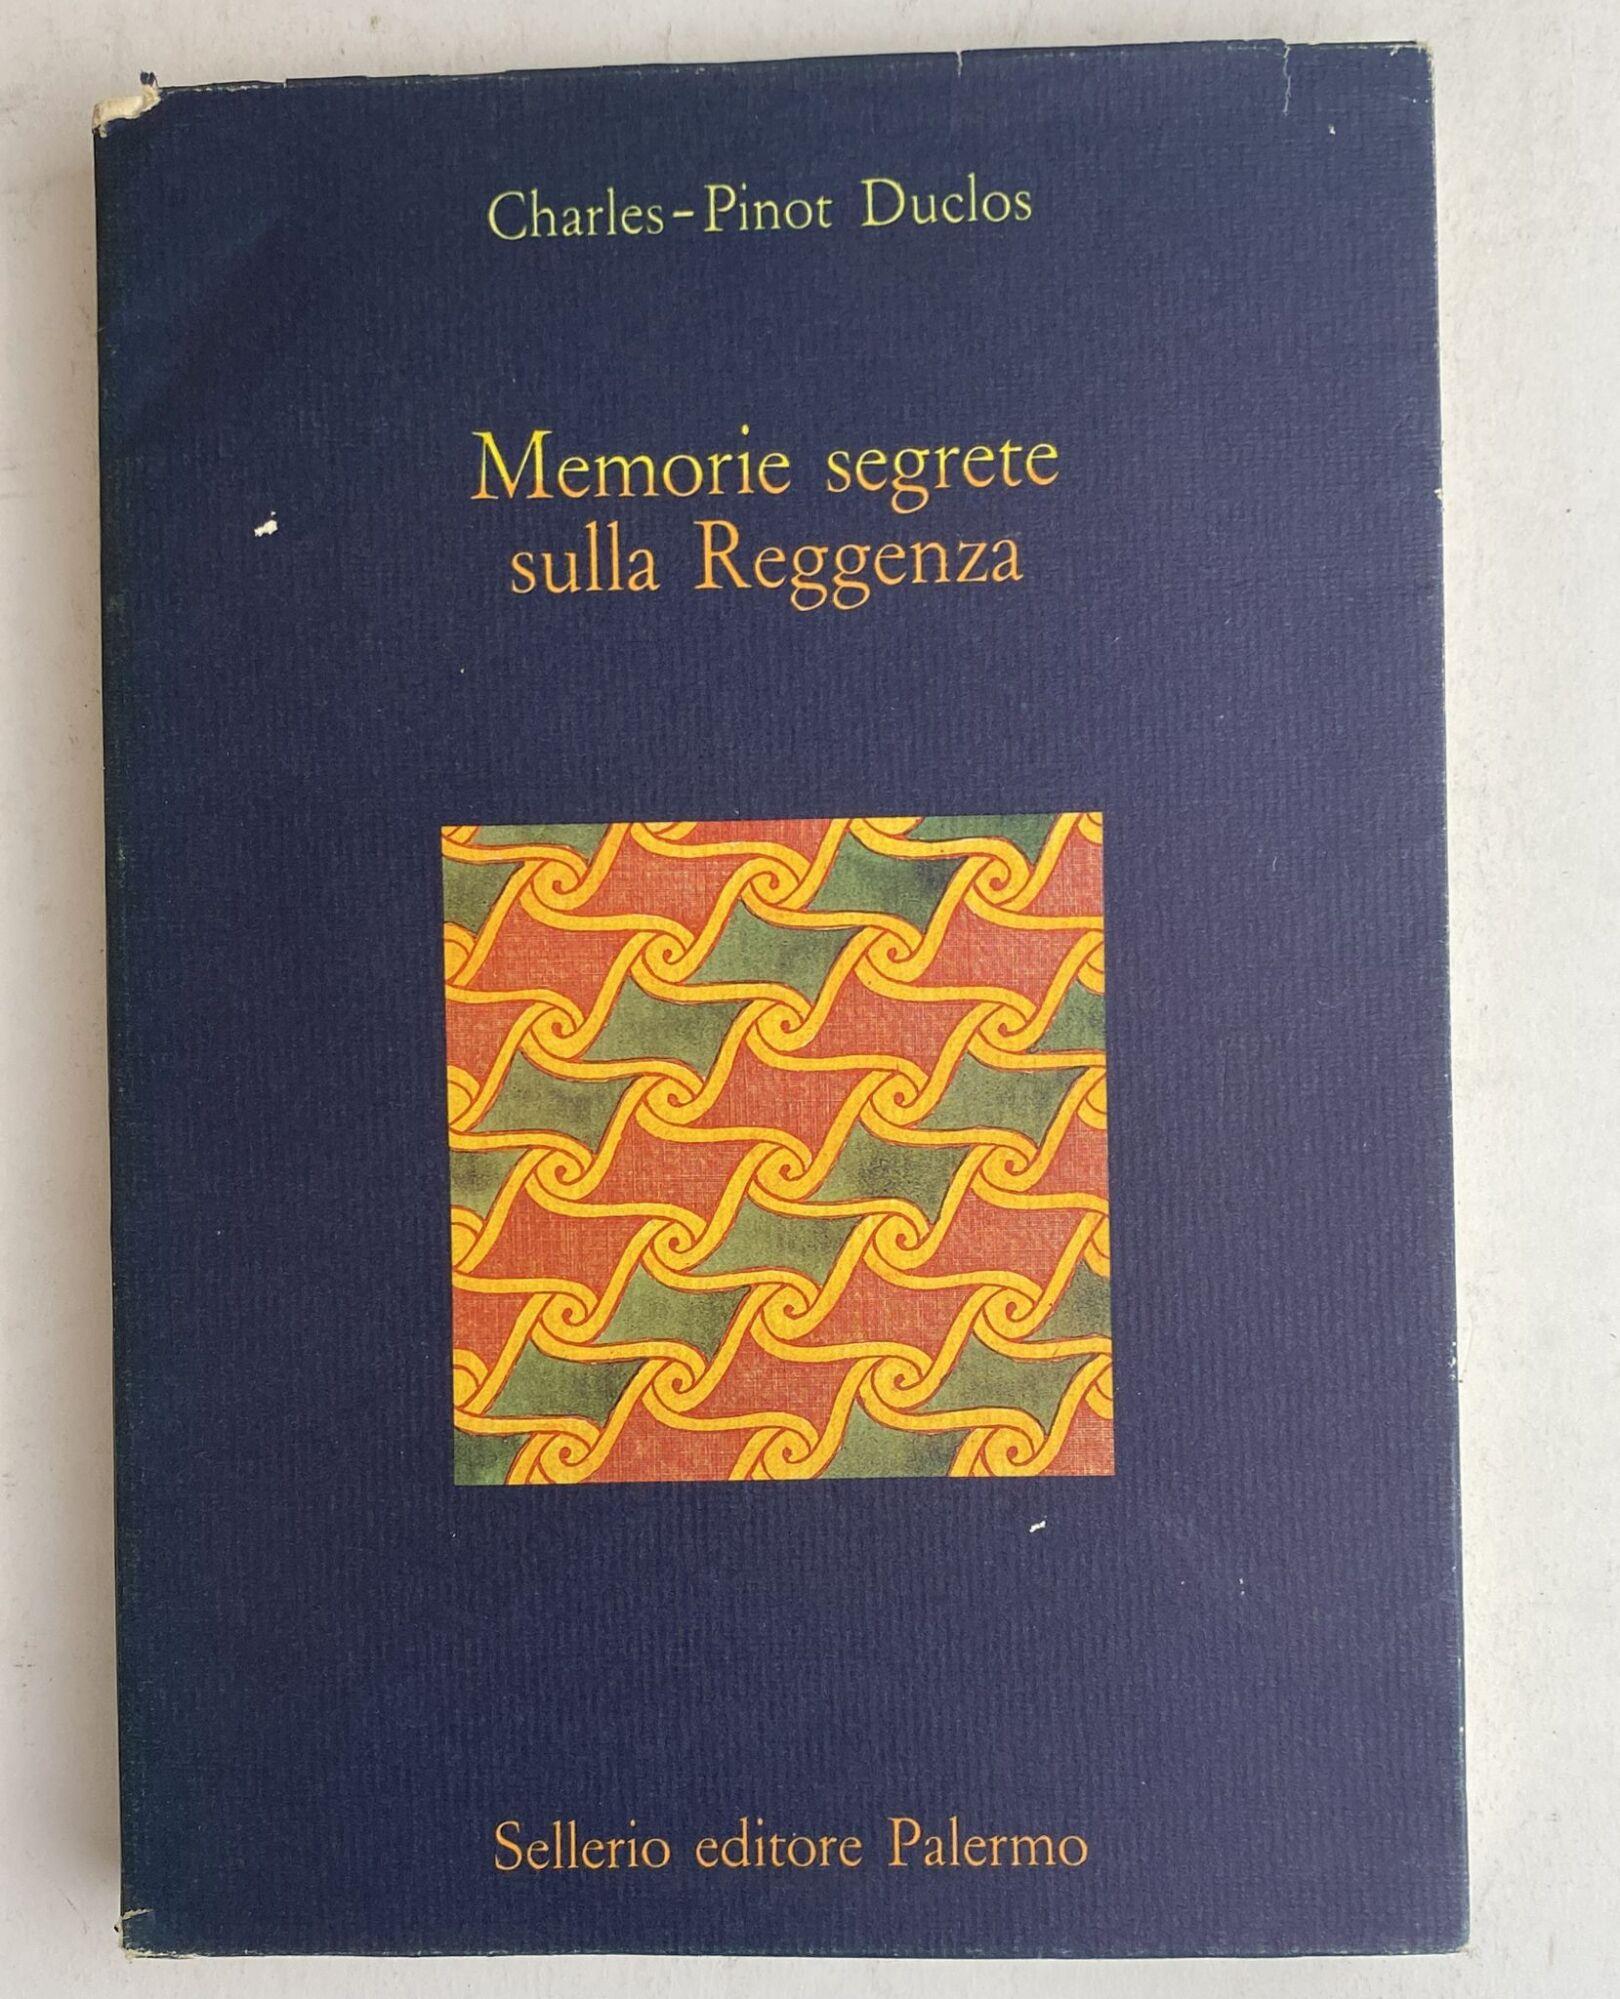 Charles-Pinot Duclos
Memorie segrete
sulla Reggenza
Sellerio editore Palermo